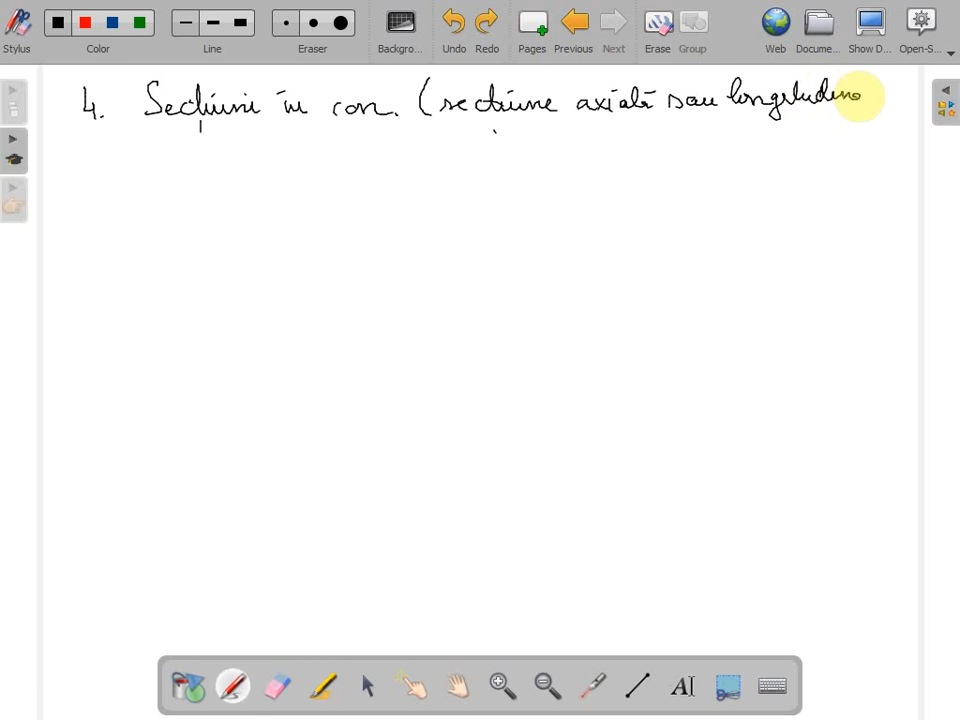 Stylus Color Line Eraser Backgro... Undo Redo Pages Previous Next Erase Group Web Docume... Show D... Open-S...
4. Secțiuni în con. (secțiune axială sau longitudina
A